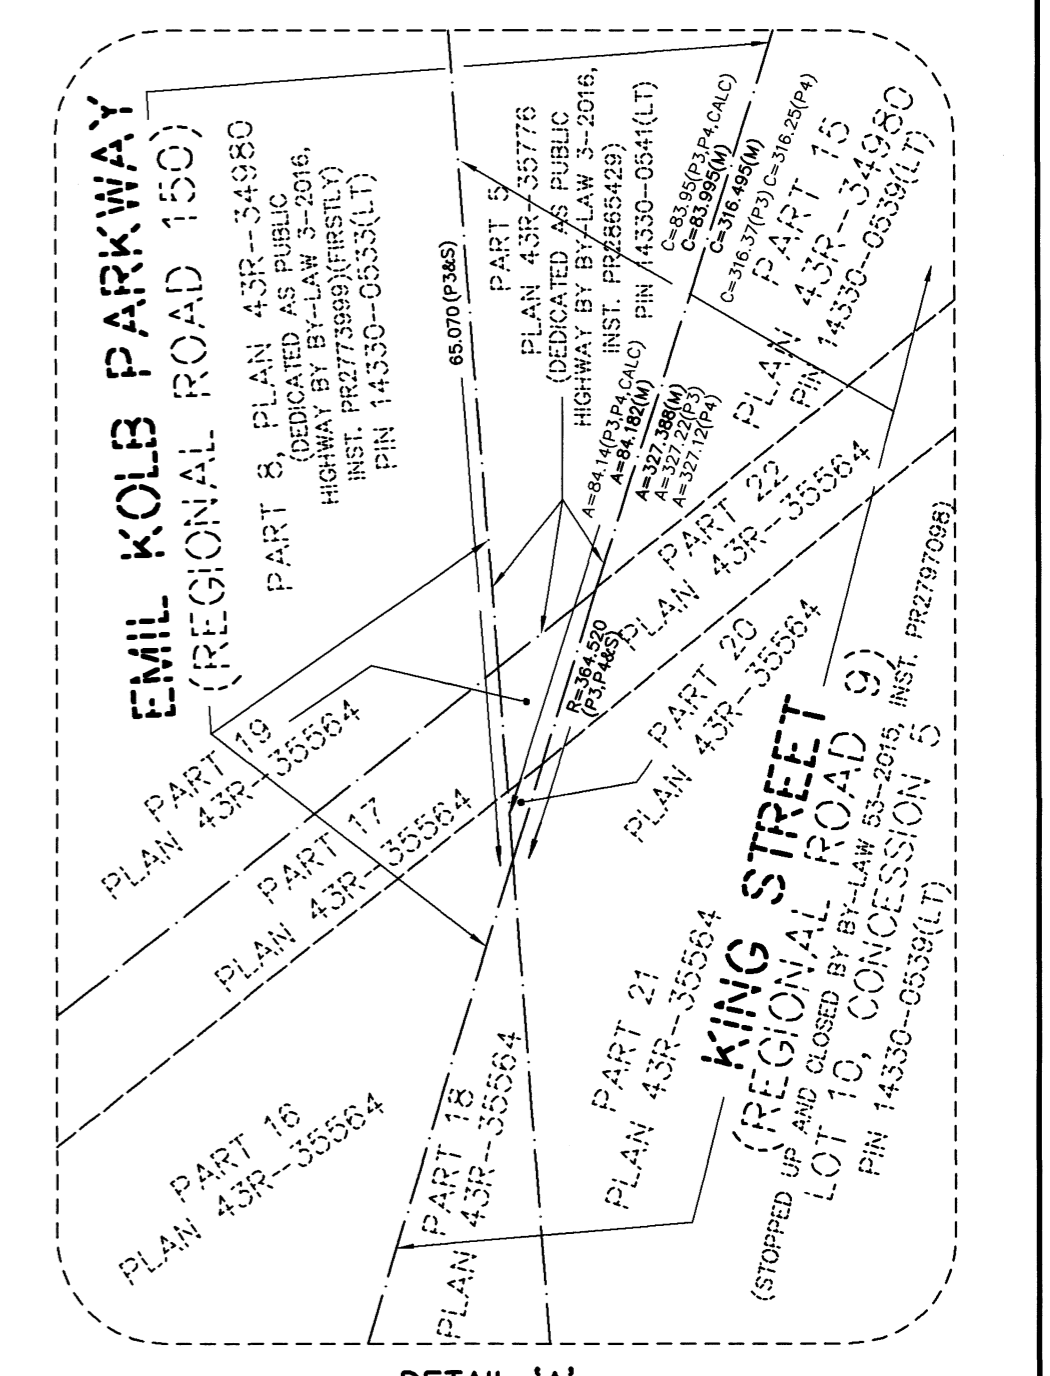 EMIL KOLB PARKWAY
(REGIONAL ROAD 150)
PART 8, PLAN 43R--34980
(DEDICATED AS PUBLIC
HIGHWAY BY BY--LAW 3--2016,
INST. PR2773999)(FIRSTLY)
PIN 14330--0533(LT)
65.070(P3&S)
PART 5
PLAN 43R--35776
(DEDICATED AS PUBLIC
HIGHWAY BY BY--LAW 3--2016,
INST. PR2865429)
PIN 14330--0541(LT)
C=83.95(P3,P4,CALC)
C=83.995(M)
C=316.495(M)
C=316.37(P3) C=316.25(P4)
PART 15
PLAN 43R--34980
PIN 14330--0539(LT)
A=84.14(P3,P4,CALC)
A=84.182(M)
A=327.388(M)
A=327.22(P3)
A=327.12(P4)
R=364.520
(P3,P4&S)
PART 22
PLAN 43R--35564
PART 20
PLAN 43R--35564
PART 19
PLAN 43R--35564
PART 17
PLAN 43R--35564
PART 16
PLAN 43R--35564
PART 18
PLAN 43R--35564
PART 21
PLAN 43R--35564
KING STREET
(REGIONAL ROAD 9)
(STOPPED UP AND CLOSED BY BY--LAW 53--2015, INST. PR2797098)
LOT 10, CONCESSION 5
PIN 14330--0539(LT)
DETAIL 'A'